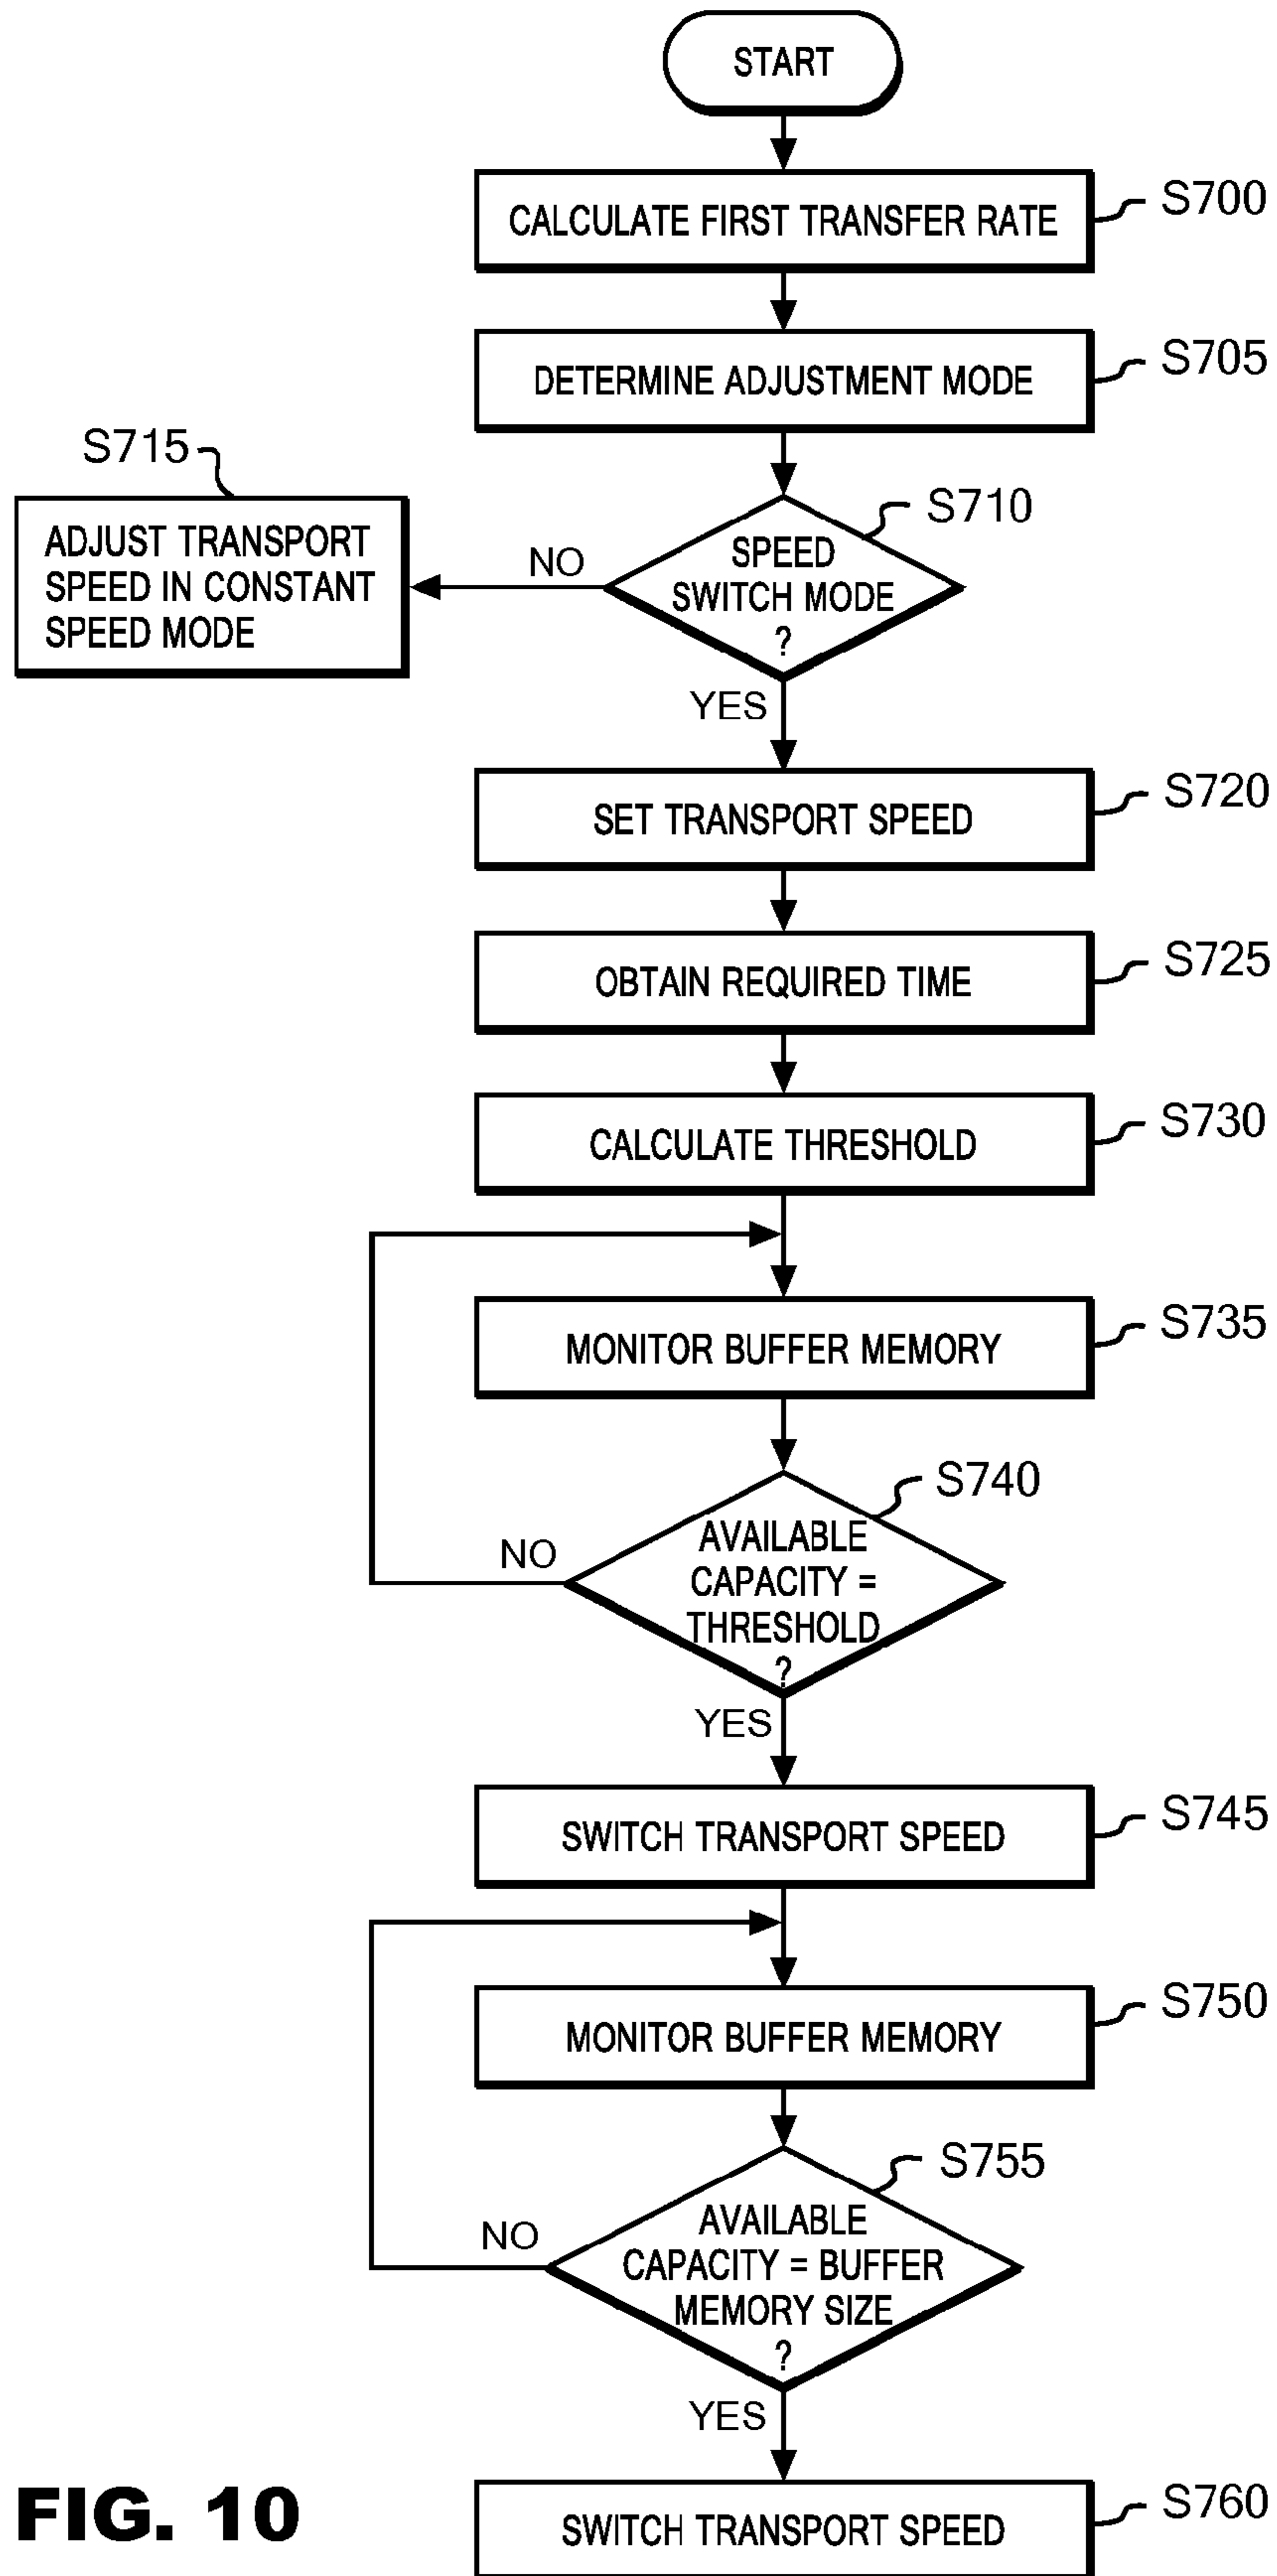 START
CALCULATE FIRST TRANSFER RATE
S700
DETERMINE ADJUSTMENT MODE
S705
S715
ADJUST TRANSPORT
SPEED IN CONSTANT
SPEED MODE
NO
SPEED
SWITCH MODE
?
S710
YES
SET TRANSPORT SPEED
S720
OBTAIN REQUIRED TIME
S725
CALCULATE THRESHOLD
S730
MONITOR BUFFER MEMORY
S735
S740
NO
AVAILABLE
CAPACITY =
THRESHOLD
?
YES
SWITCH TRANSPORT SPEED
S745
MONITOR BUFFER MEMORY
S750
S755
NO
AVAILABLE
CAPACITY = BUFFER
MEMORY SIZE
?
YES
SWITCH TRANSPORT SPEED
S760
FIG. 10